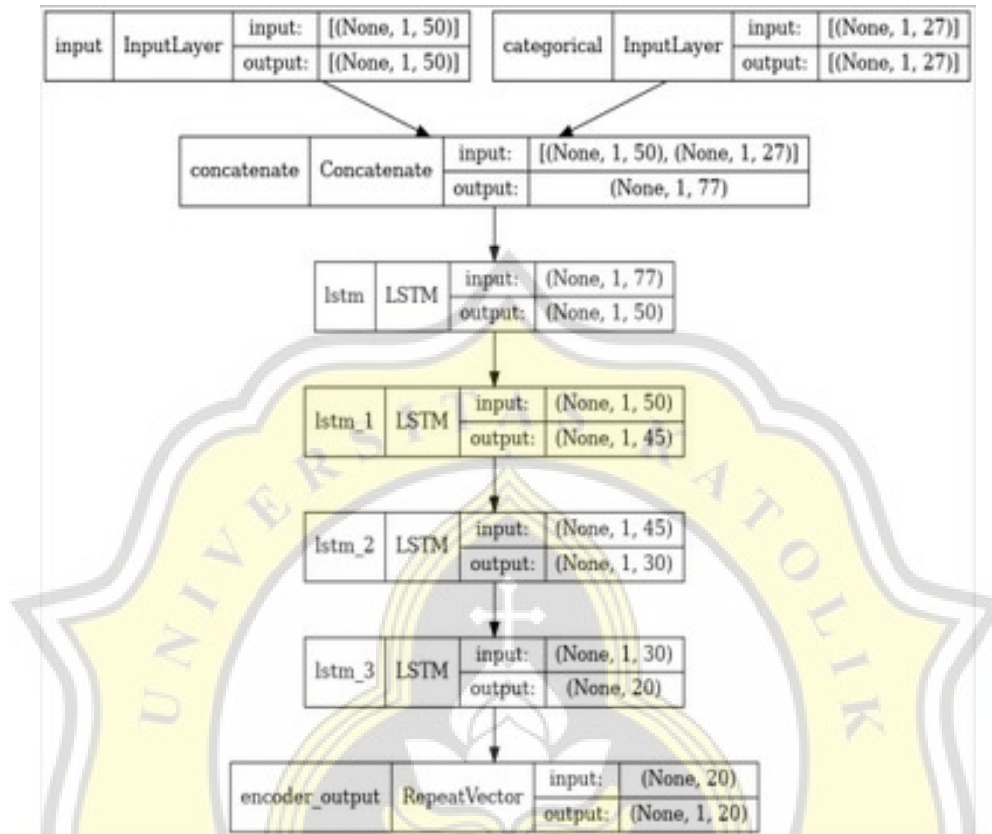 input InputLayer input: [(None, 1, 50)] output: [(None, 1, 50)]
categorical InputLayer input: [(None, 1, 27)] output: [(None, 1, 27)]
concatenate Concatenate input: [(None, 1, 50), (None, 1, 27)] output: (None, 1, 77)
lstm LSTM input: (None, 1, 77) output: (None, 1, 50)
lstm_1 LSTM input: (None, 1, 50) output: (None, 1, 45)
lstm_2 LSTM input: (None, 1, 45) output: (None, 1, 30)
lstm_3 LSTM input: (None, 1, 30) output: (None, 20)
encoder_output RepeatVector input: (None, 20) output: (None, 1, 20)
UNIVERSITAS KATOLIK